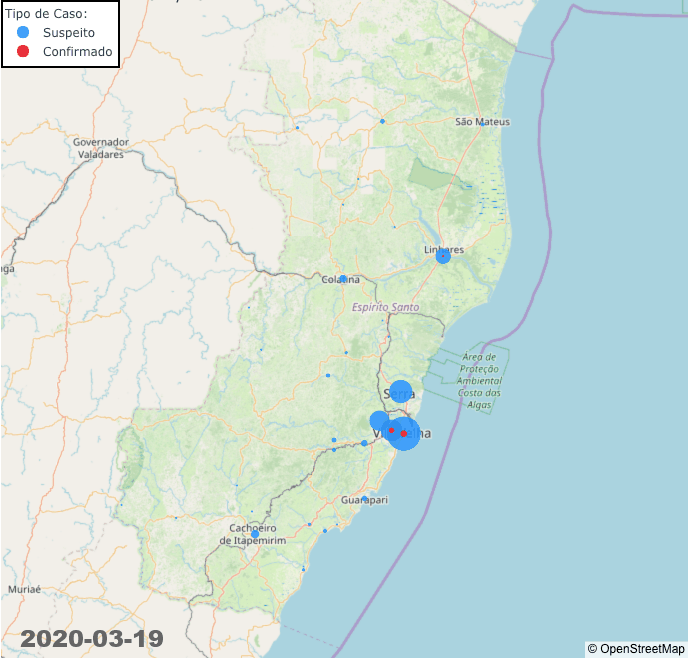 Tipo de Caso:
Suspeito
Confirmado
São Mateus
Governador
Valadares
Linhares
Colatina
Espírito Santo
Área de
Proteção
Ambiental
Costa das
Algas
Serra
Guarapari
Cachoeiro
de Itapemirim
Muriaé
2020-03-19
© OpenStreetMap